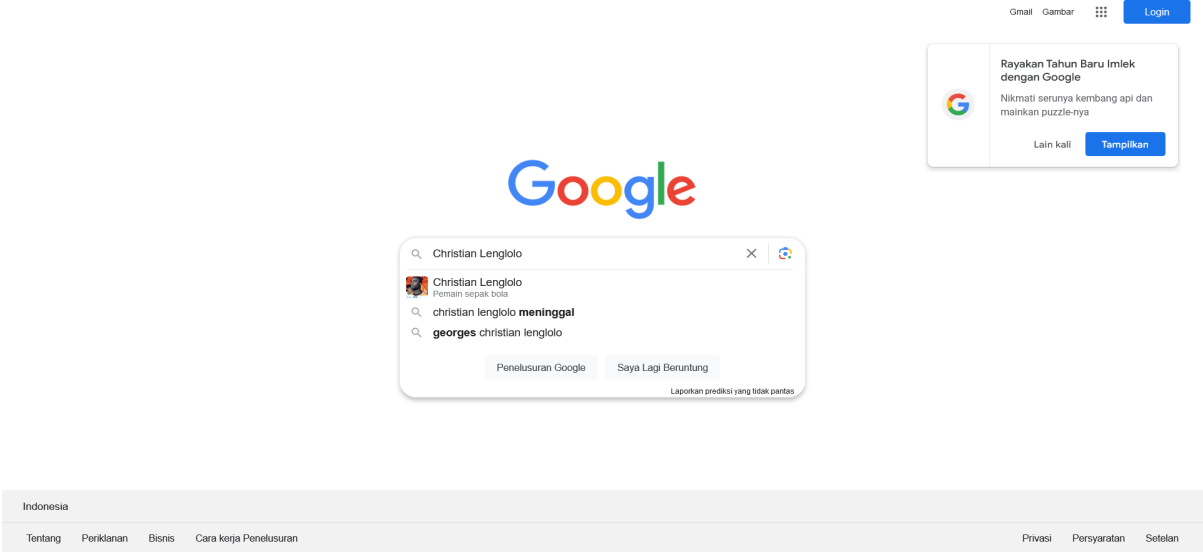 Gmail Gambar Login
Rayakan Tahun Baru Imlek
dengan Google
Nikmati serunya kembang api dan
mainkan puzzle-nya
Lain kali Tampilkan
Google
Christian Lenglolo
Christian Lenglolo
Pemain sepak bola
christian lenglolo meninggal
georges christian lenglolo
Penelusuran Google Saya Lagi Beruntung
Laporkan prediksi yang tidak pantas
Indonesia
Tentang Periklanan Bisnis Cara kerja Penelusuran Privasi Persyaratan Setelan